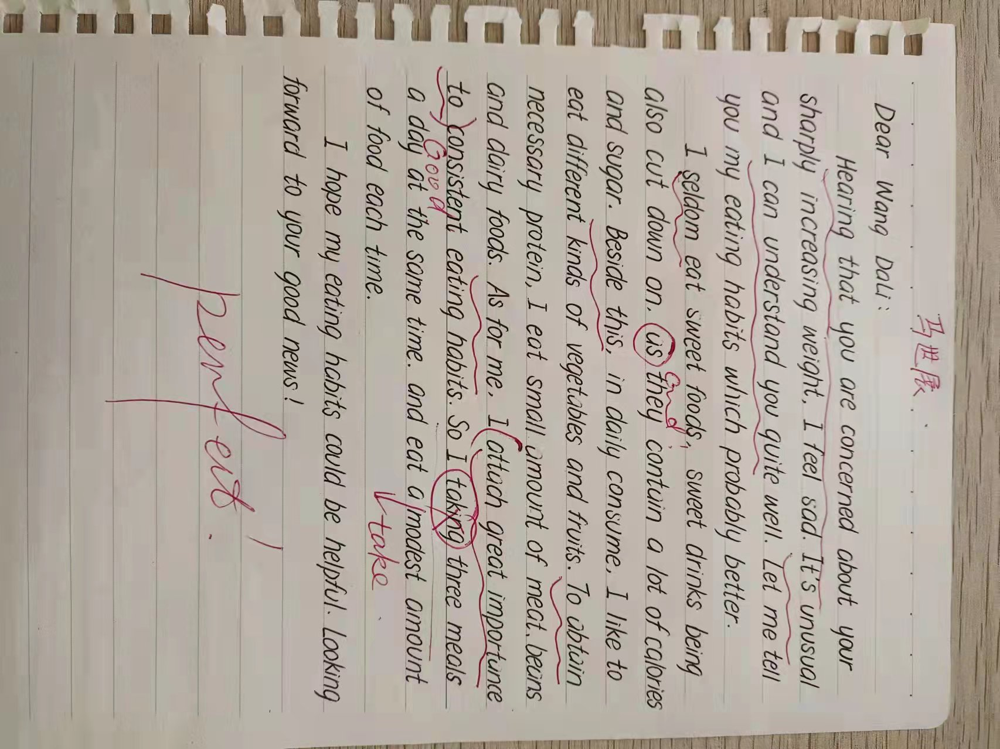 马进展
Dear Wang Dali:
Hearing that you are concerned about your
sharply increasing weight, I feel sad. It's unusual
and I can understand you quite well. Let me tell
you my eating habits which probably better.
I seldom eat sweet foods, sweet drinks being
also cut down on. as they contain a lot of calories
and
and sugar. Beside this, in daily consume, I like to
eat different kinds of vegetables and fruits. To abtain
necessary protein, I eat small amount of meat. beans
and dairy foods. As for me, I attach great importance
to consistent eating habits. So I taking three meals
Good
a day at the same time. and eat a modest amount
take
of food each time.
I hope my eating habits could be helpful. Looking
forward to your good news!
perfect!